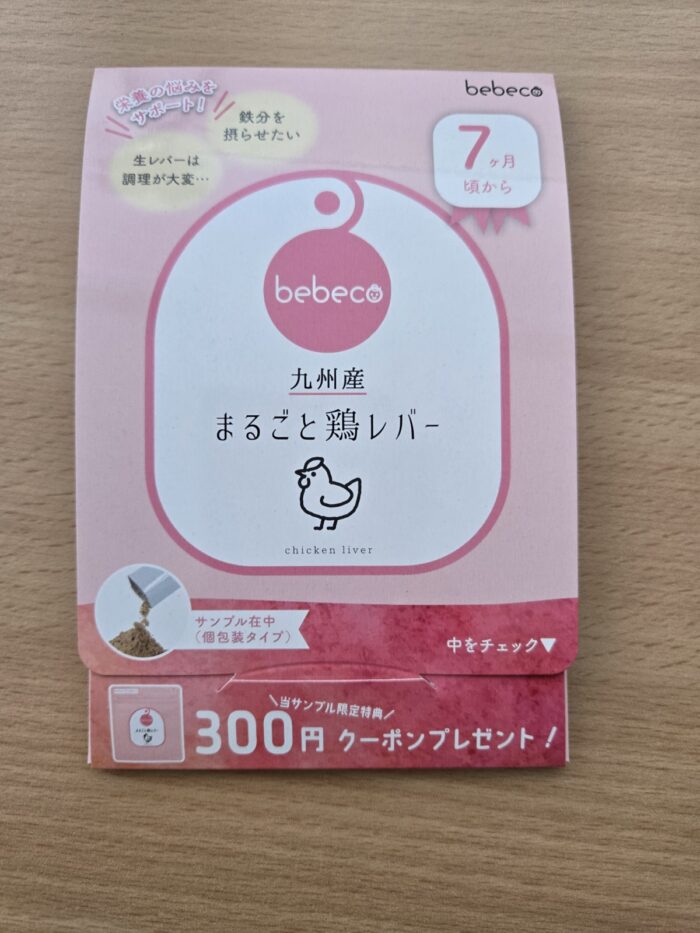 bebeco
栄養の悩みを
サポート!
鉄分を
摂らせたい
生レバーは
調理が大変…
7ヶ月
頃から
bebeco
九州産
まるごと鶏レバー
chicken liver
サンプル在中
(個包装タイプ)
中をチェック▼
\当サンプル限定特典/
300円 クーポンプレゼント!